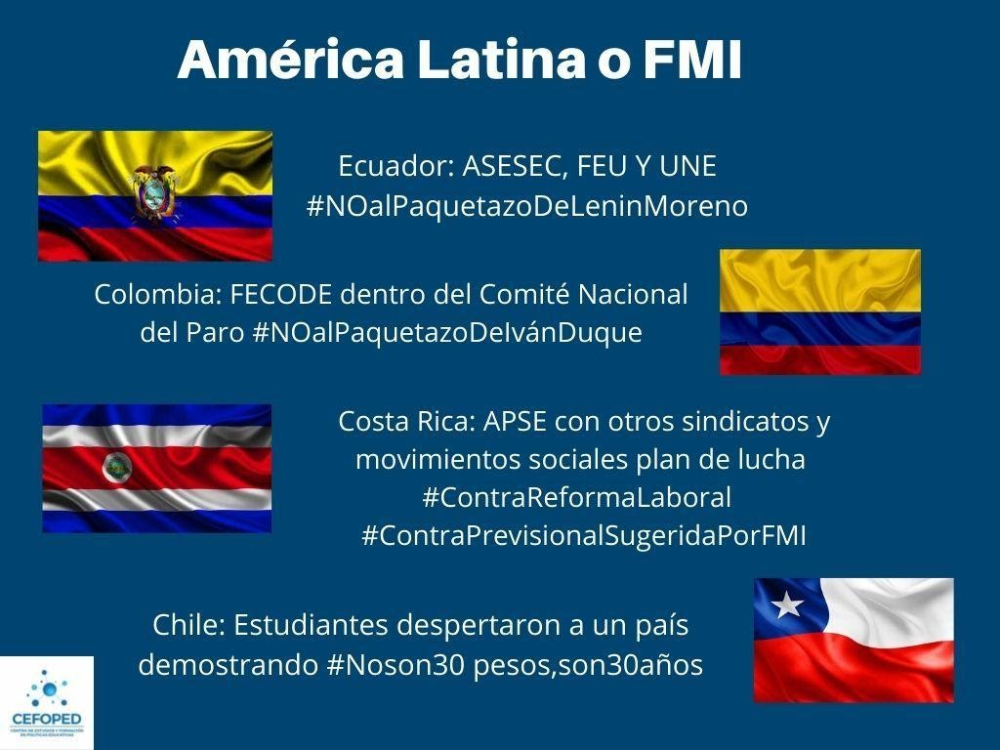 América Latina o FMI
Ecuador: ASESEC, FEU Y UNE
#NOalPaquetazoDeLeninMoreno
Colombia: FECODE dentro del Comité Nacional
del Paro #NOalPaquetazoDeIvánDuque
Costa Rica: APSE con otros sindicatos y
movimientos sociales plan de lucha
#ContraReformaLaboral
#ContraPrevisionalSugeridaPorFMI
Chile: Estudiantes despertaron a un país
demostrando #Noson30 pesos,son30años
CEFOPED
CENTRO DE ESTUDIOS Y FORMACIÓN
EN POLÍTICAS EDUCATIVAS